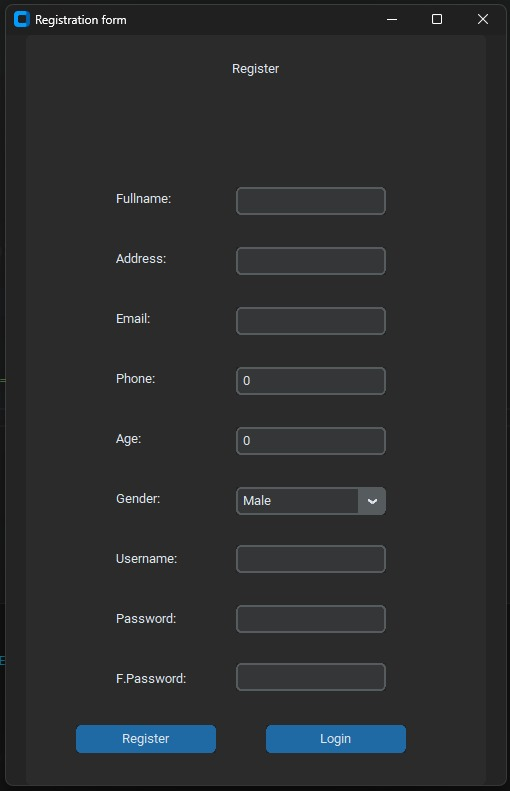 Registration form
Register
Fullname:
Address:
Email:
Phone: 0
Age: 0
Gender: Male
Username:
Password:
F.Password:
Register Login